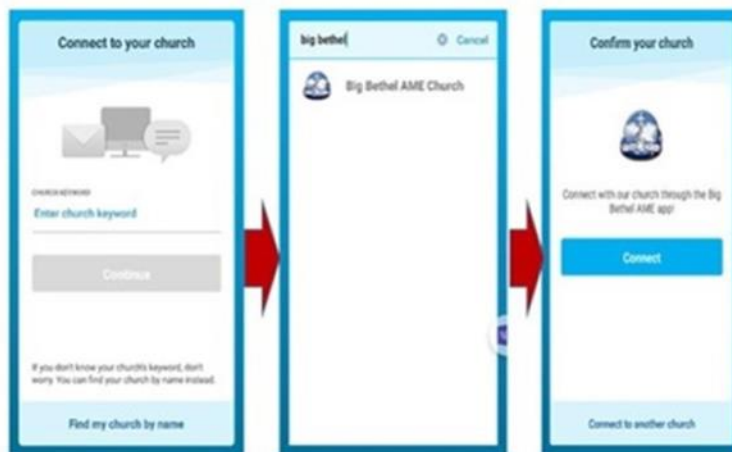 Connect to your church
CHURCH KEYWORD
Enter church keyword
Continue
If you don't know your church's keyword, don't
worry. You can find your church by name instead.
Find my church by name
big bethel
Cancel
Big Bethel AME Church
Confirm your church
Connect with our church through the Big
Bethel AME app!
Connect
Connect to another church